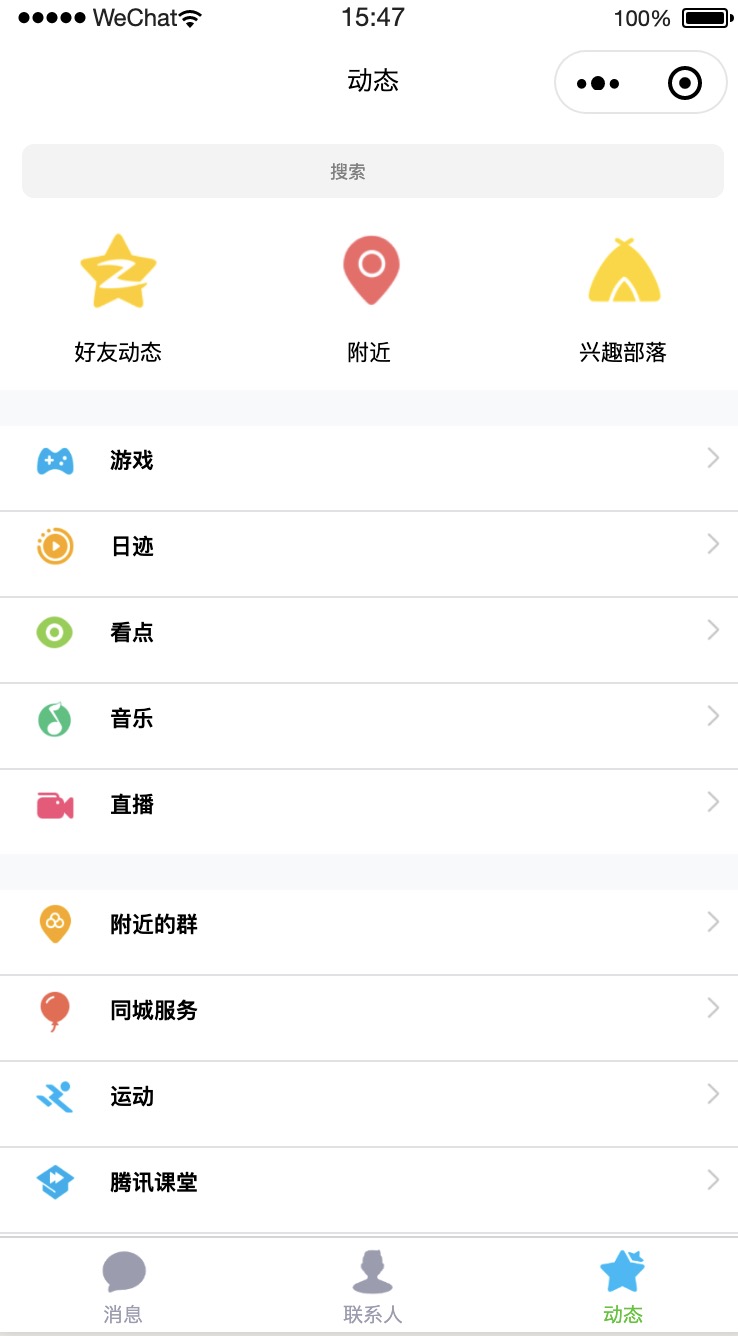 WeChat 15:47 100%
动态
搜索
好友动态 附近 兴趣部落
游戏
日迹
看点
音乐
直播
附近的群
同城服务
运动
腾讯课堂
消息 联系人 动态